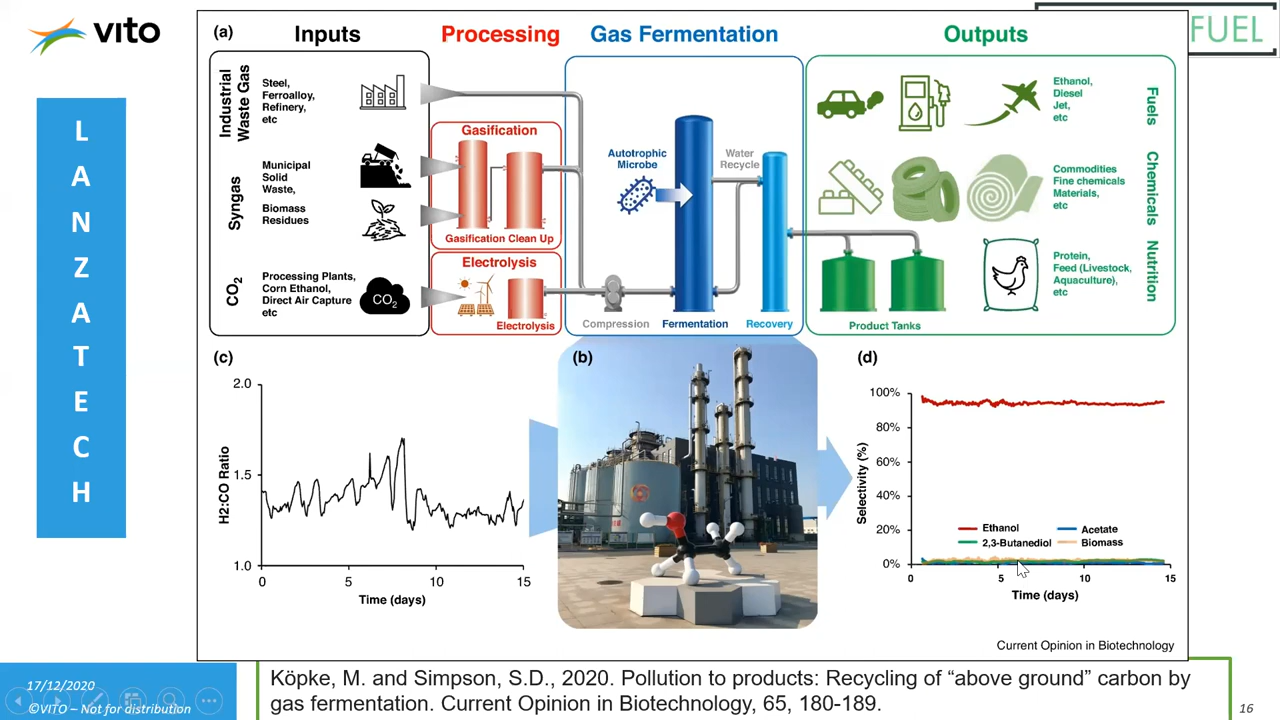 vito
FUEL
L
A
N
Z
A
T
E
C
H
(a)
Inputs
Processing
Gas Fermentation
Outputs
Industrial
Waste Gas
Steel,
Ferroalloy,
Refinery,
etc
Syngas
Municipal
Solid
Waste,
Biomass
Residues
CO2
Processing Plants,
Corn Ethanol,
Direct Air Capture
etc
CO2
Gasification
Gasification Clean Up
Electrolysis
Electrolysis
Autotrophic
Microbe
Water
Recycle
Compression
Fermentation
Recovery
Product Tanks
Ethanol,
Diesel
Jet,
etc
Fuels
Commodities
Fine chemicals
Materials,
etc
Chemicals
Protein,
Feed (Livestock,
Aquaculture),
etc
Nutrition
(c)
2.0
1.5
1.0
H2:CO Ratio
0
5
10
15
Time (days)
(b)
(d)
100%
80%
60%
40%
20%
0%
Selectivity (%)
Ethanol
Acetate
2,3-Butanediol
Biomass
0
5
10
15
Time (days)
Current Opinion in Biotechnology
17/12/2020
©VITO – Not for distribution
Köpke, M. and Simpson, S.D., 2020. Pollution to products: Recycling of “above ground” carbon by
gas fermentation. Current Opinion in Biotechnology, 65, 180-189.
16